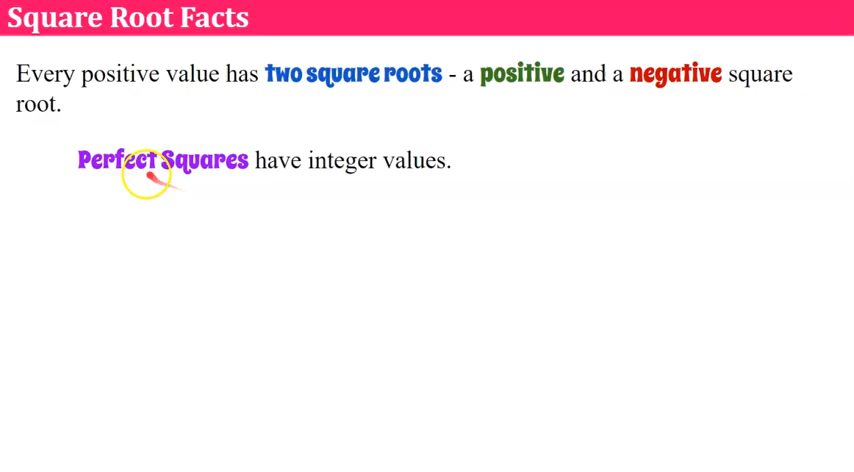 Square Root Facts
Every positive value has two square roots - a positive and a negative square
root.
Perfect Squares have integer values.